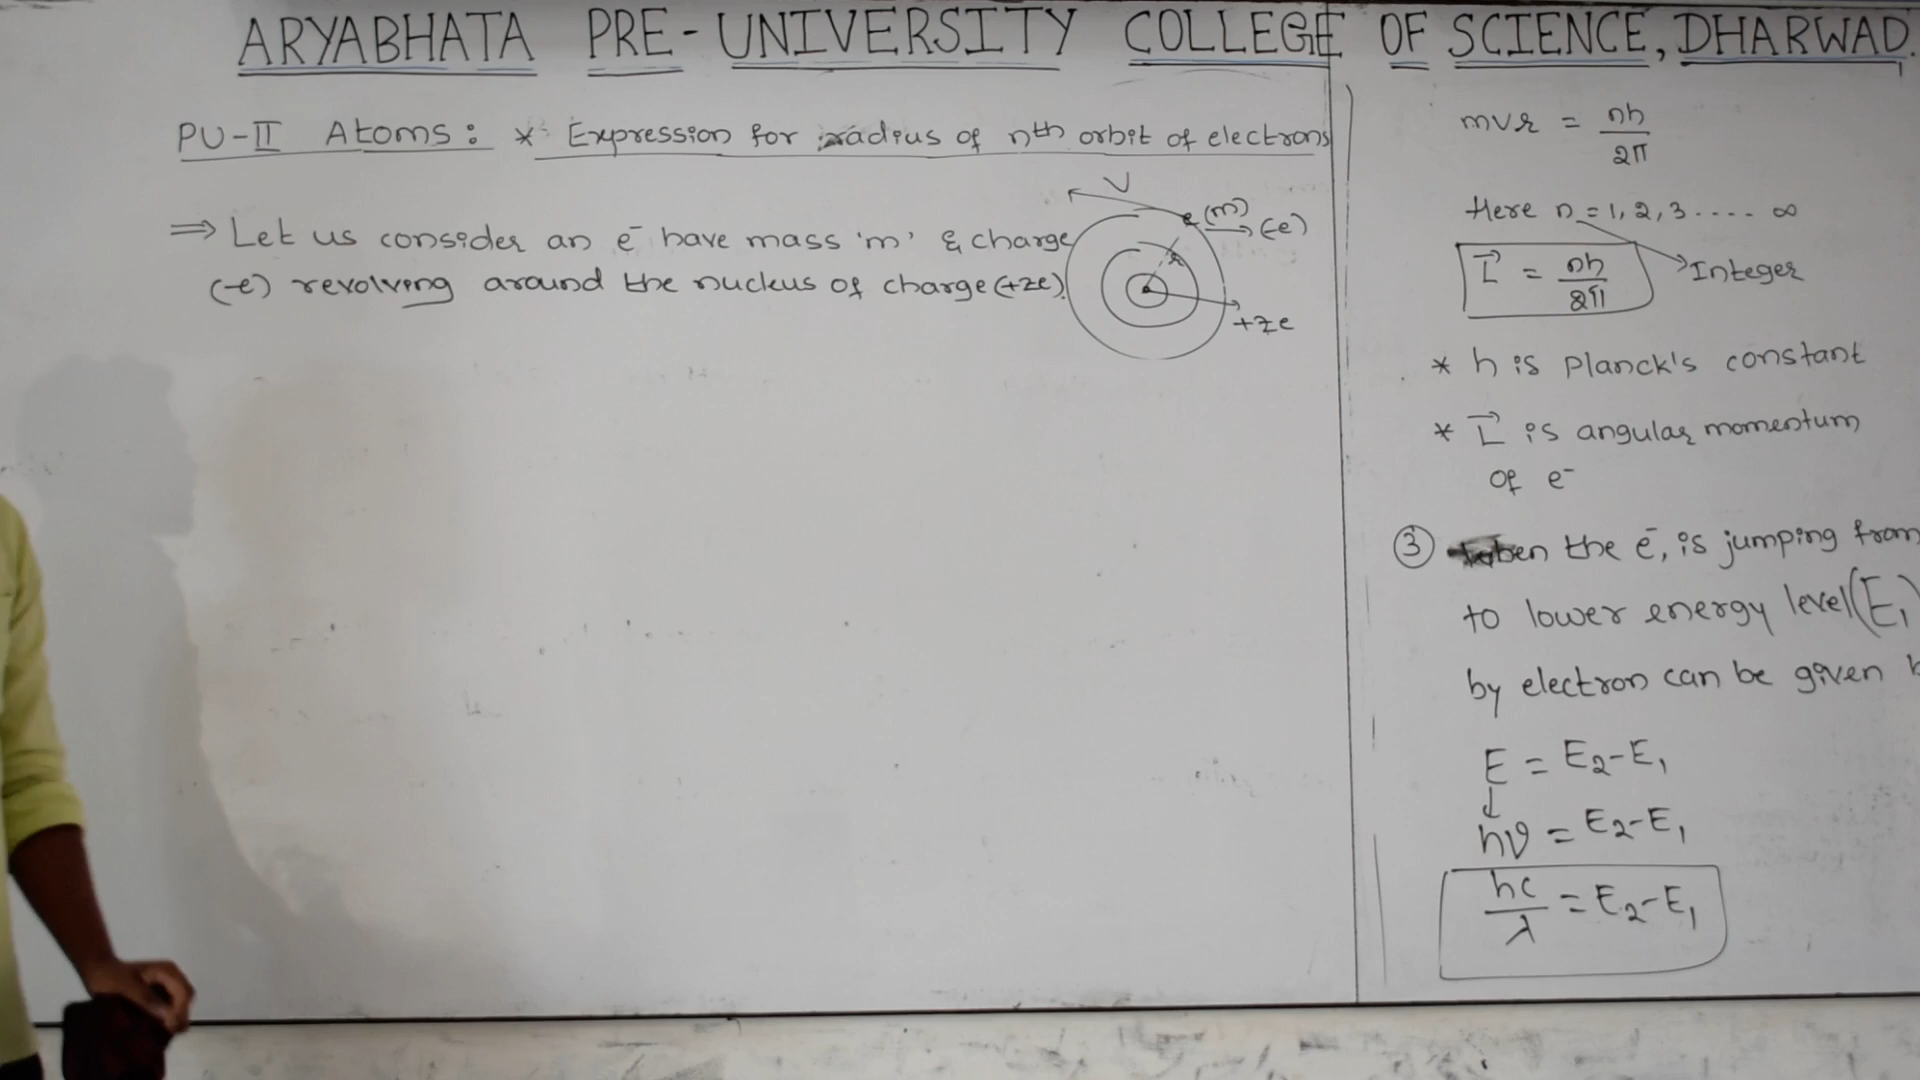 ARYABHATA PRE-UNIVERSITY COLLEGE OF SCIENCE, DHARWAD.
PU-II Atoms: * Expression for radius of nth orbit of electrons
⇒ Let us consider an e⁻ have mass 'm' & charge
(-e) revolving around the nucleus of charge (+ze).
V
e (m)
(-e)
r
+ze
mvr = nh/2π
Here n = 1, 2, 3 .... ∞
L⃗ = nh/2π
Integer
* h is Planck's constant
* L⃗ is angular momentum
of e⁻
③ the e⁻, is jumping from
to lower energy level (E₁)
by electron can be given
E = E₂-E₁
↓
hν = E₂-E₁
hc/λ = E₂-E₁